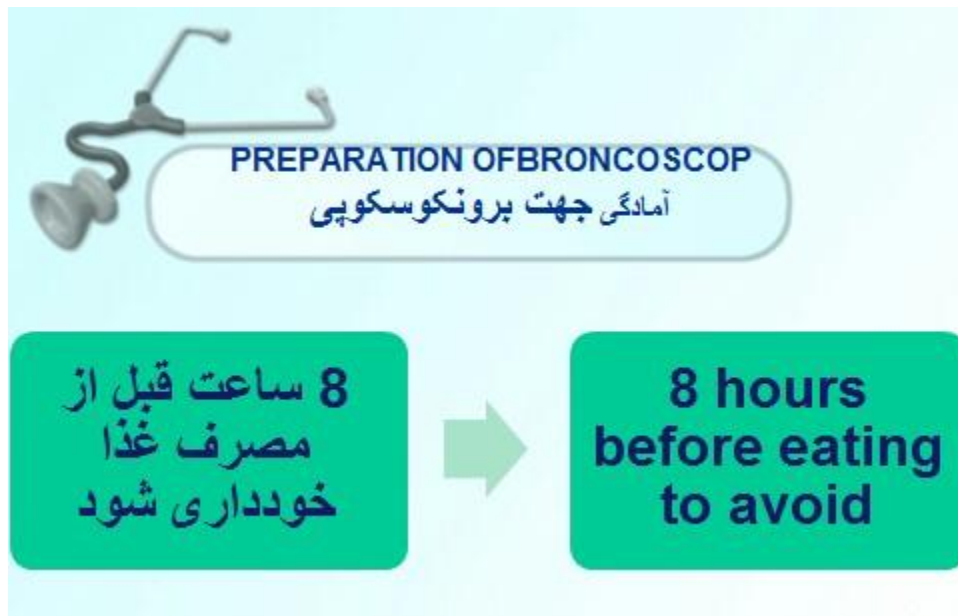 PREPARATION OFBRONCOSCOP
آمادگی جهت برونکوسکوپی
8 ساعت قبل از
مصرف غذا
خودداری شود
8 hours
before eating
to avoid